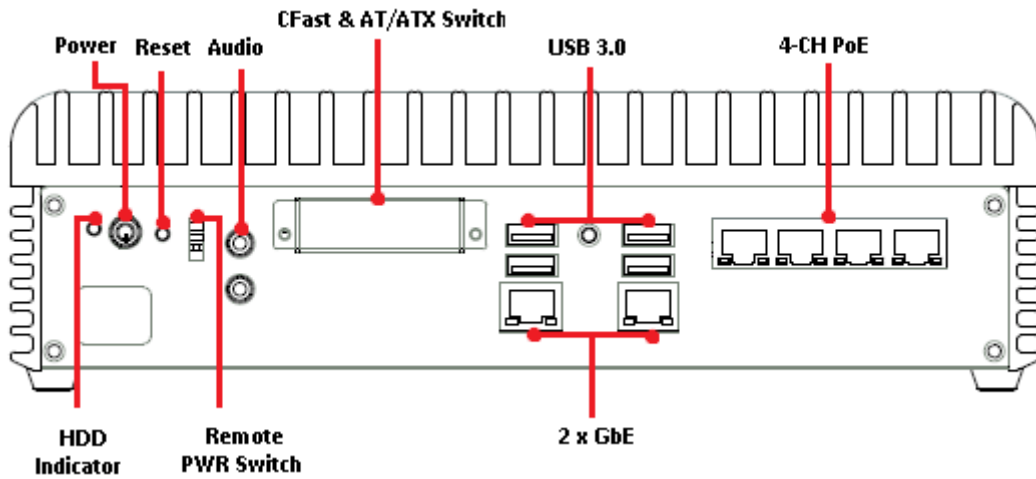 CFast & AT/ATX Switch
Power Reset Audio
USB 3.0
4-CH PoE
HDD
Indicator
Remote
PWR Switch
2 x GbE